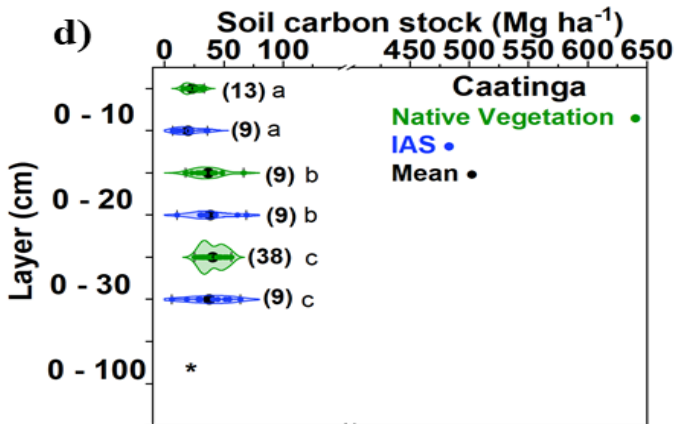 d)
Soil carbon stock (Mg ha-1)
0 50 100 450 500 550 600 650
Caatinga
Native Vegetation
IAS
Mean
Layer (cm)
(13) a
0 - 10
(9) a
(9) b
0 - 20
(9) b
(38) c
0 - 30
(9) c
0 - 100 *